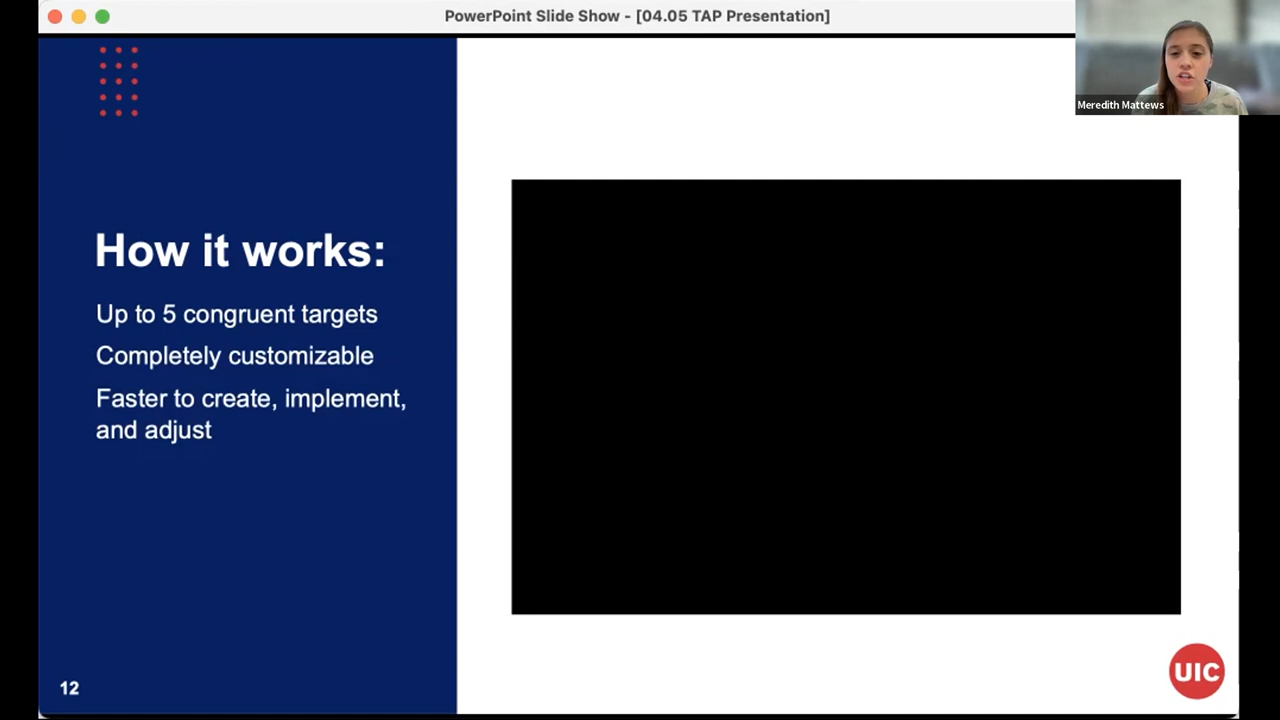 PowerPoint Slide Show - [04.05 TAP Presentation]
Meredith Mattews
How it works:
Up to 5 congruent targets
Completely customizable
Faster to create, implement,
and adjust
12
UIC